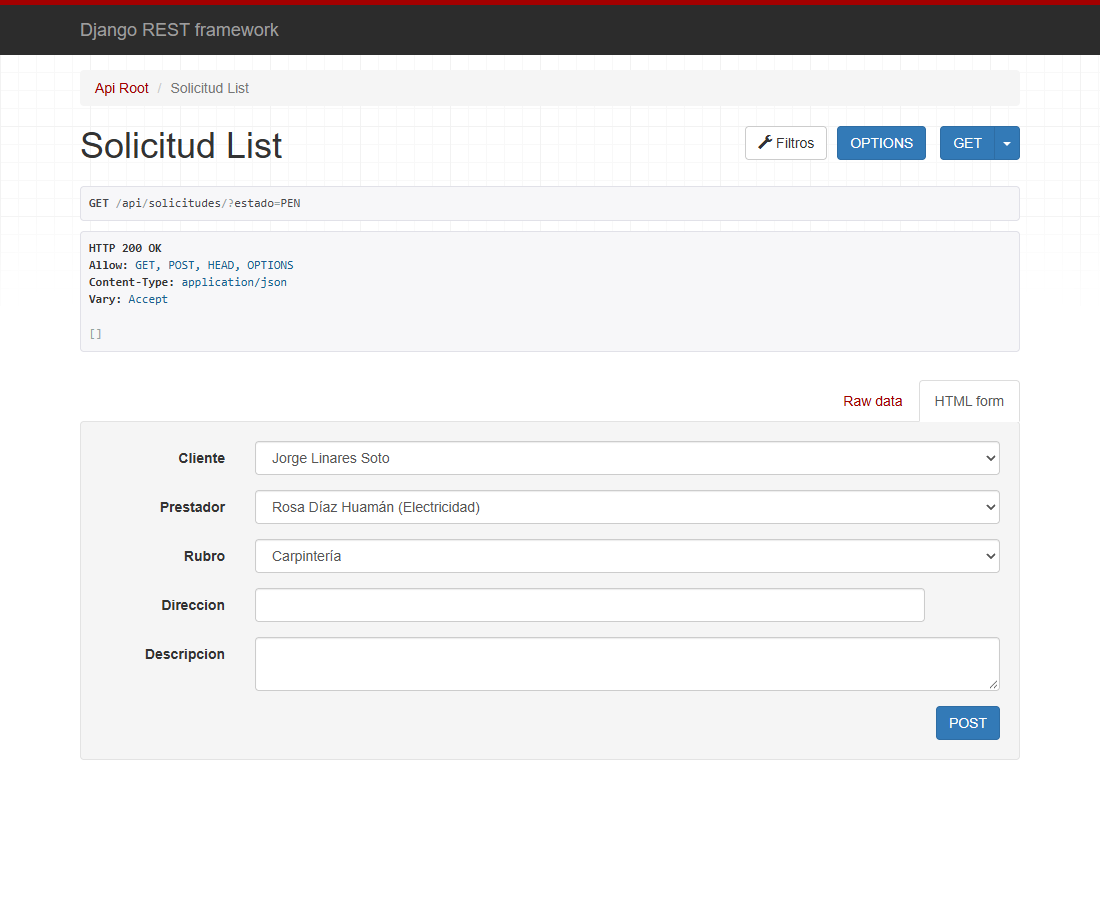 Django REST framework
Api Root / Solicitud List
Solicitud List
Filtros
OPTIONS
GET
GET /api/solicitudes/?estado=PEN
HTTP 200 OK
Allow: GET, POST, HEAD, OPTIONS
Content-Type: application/json
Vary: Accept
[]
Raw data
HTML form
Cliente
Jorge Linares Soto
Prestador
Rosa Díaz Huamán (Electricidad)
Rubro
Carpintería
Direccion
Descripcion
POST